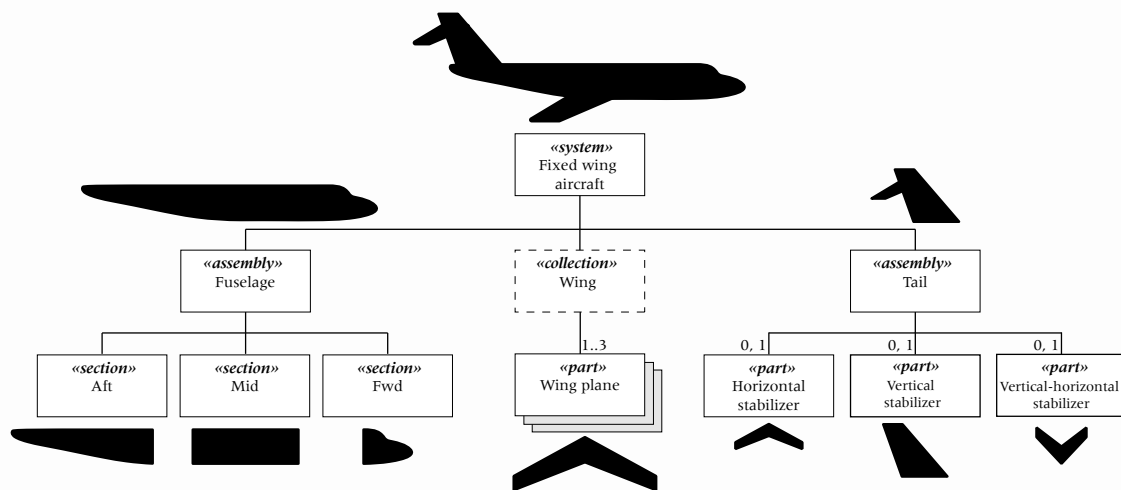 «system»
Fixed wing
aircraft
«assembly»
Fuselage
«collection»
Wing
«assembly»
Tail
1..3
0, 1
0, 1
0, 1
«section»
Aft
«section»
Mid
«section»
Fwd
«part»
Wing plane
«part»
Horizontal
stabilizer
«part»
Vertical
stabilizer
«part»
Vertical-horizontal
stabilizer